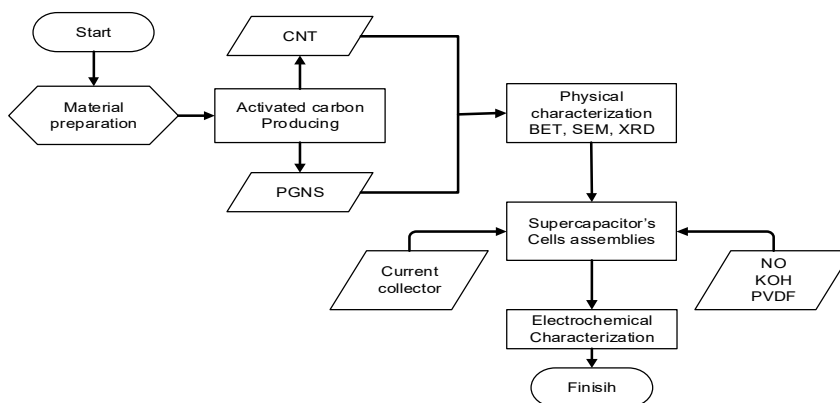 Start
CNT
Material
preparation
Activated carbon
Producing
Physical
characterization
BET, SEM, XRD
PGNS
Supercapacitor's
Cells assemblies
Current
collector
NO
KOH
PVDF
Electrochemical
Characterization
Finisih